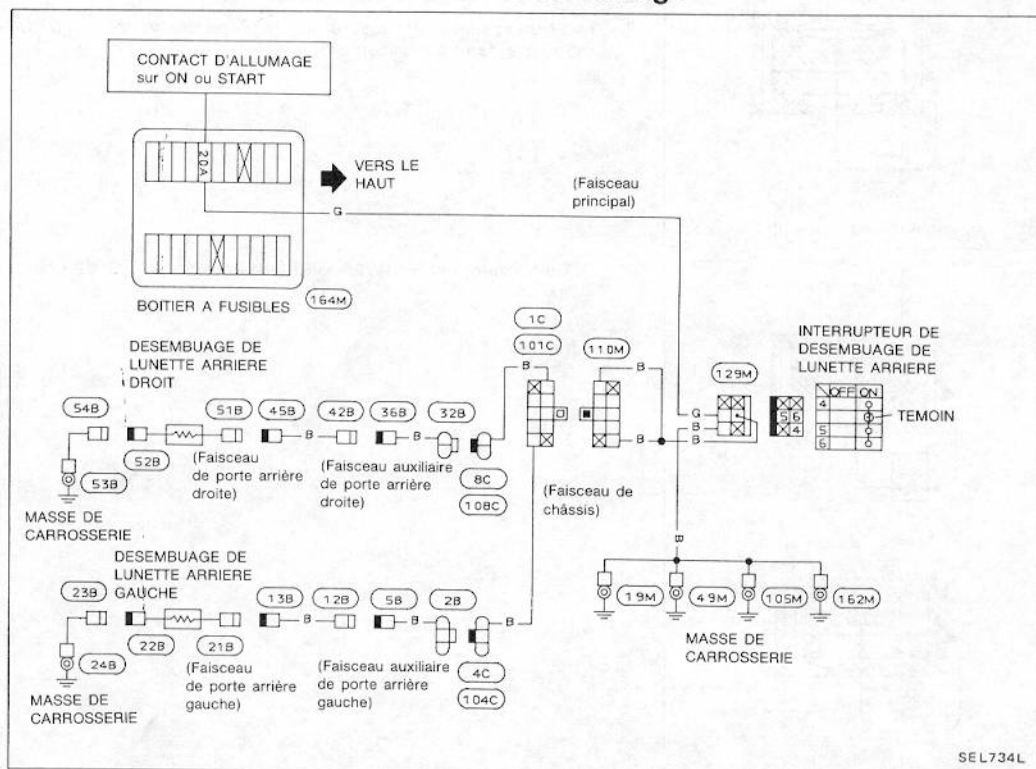 CONTACT D'ALLUMAGE
sur ON ou START
20A
VERS LE
HAUT
G
(Faisceau
principal)
BOITIER A FUSIBLES
164M
1C
101C
110M
B
B
129M
G
B
B
B
INTERRUPTEUR DE
DESEMBUAGE DE
LUNETTE ARRIERE
OFF ON
4
5
6
5 6
4
TEMOIN
DESEMBUAGE DE
LUNETTE ARRIERE
DROIT
54B
51B
45B
42B
36B
32B
B
B
52B
53B
(Faisceau
de porte arrière
droite)
(Faisceau auxiliaire
de porte arrière
droite)
8C
108C
(Faisceau de
châssis)
MASSE DE
CARROSSERIE
DESEMBUAGE DE
LUNETTE ARRIERE
GAUCHE
23B
13B
12B
5B
2B
B
B
B
22B
21B
24B
(Faisceau
de porte arrière
gauche)
(Faisceau auxiliaire
de porte arrière
gauche)
4C
104C
MASSE DE
CARROSSERIE
B
19M
49M
105M
162M
MASSE DE
CARROSSERIE
SEL734L